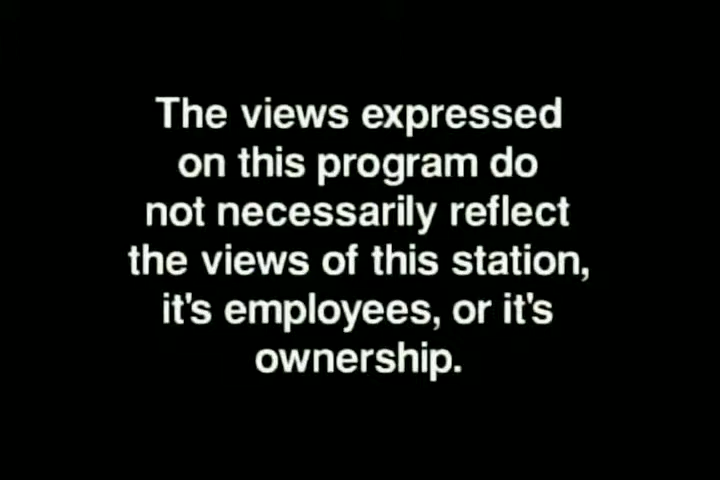 The views expressed
on this program do
not necessarily reflect
the views of this station,
it's employees, or it's
ownership.